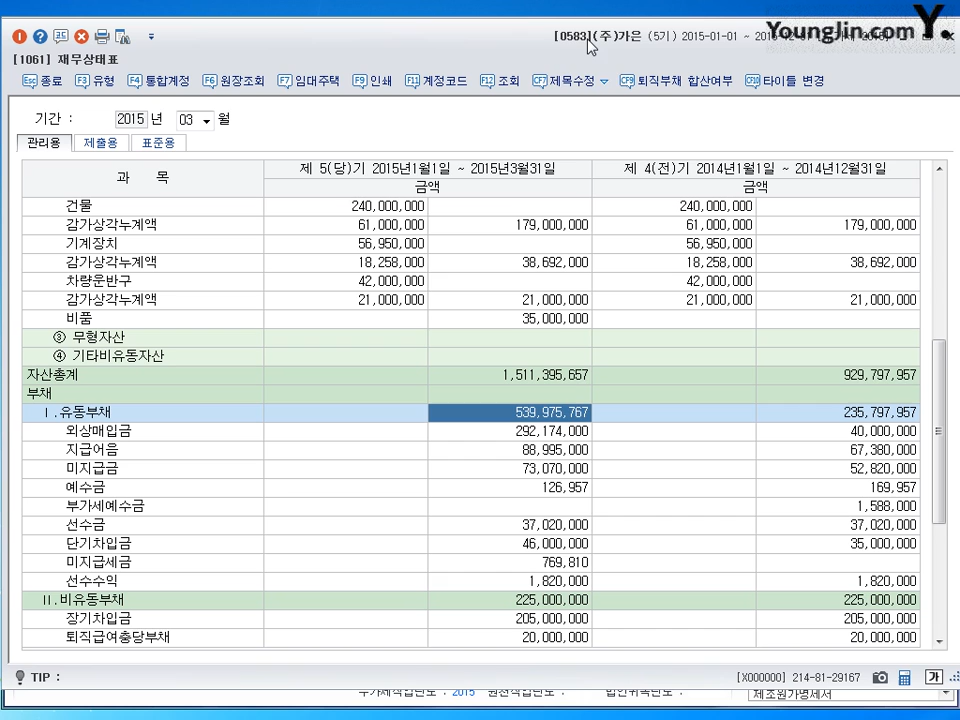 Younglin.com Y.
[0583](주)가은 (5기) 2015-01-01 ~ 2015-12-
[1061] 재무상태표
Esc 종료 F3 유형 F4 통합계정 F6 원장조회 F7 임대주택 F9 인쇄 F11 계정코드 F12 조회 CF7 제목수정 CF9 퇴직부채 합산여부 CF10 타이틀 변경
기간 : 2015 년 03 월
관리용 제출용 표준용
과 목 제 5(당)기 2015년1월1일 ~ 2015년3월31일 제 4(전)기 2014년1월1일 ~ 2014년12월31일
금액 금액
건물 240,000,000 240,000,000
감가상각누계액 61,000,000 179,000,000 61,000,000 179,000,000
기계장치 56,950,000 56,950,000
감가상각누계액 18,258,000 38,692,000 18,258,000 38,692,000
차량운반구 42,000,000 42,000,000
감가상각누계액 21,000,000 21,000,000 21,000,000 21,000,000
비품 35,000,000
③ 무형자산
④ 기타비유동자산
자산총계 1,511,395,657 929,797,957
부채
Ⅰ.유동부채 539,975,767 235,797,957
외상매입금 292,174,000 40,000,000
지급어음 88,995,000 67,380,000
미지급금 73,070,000 52,820,000
예수금 126,957 169,957
부가세예수금 1,588,000
선수금 37,020,000 37,020,000
단기차입금 46,000,000 35,000,000
미지급세금 769,810
선수수익 1,820,000 1,820,000
Ⅱ.비유동부채 225,000,000 225,000,000
장기차입금 205,000,000 205,000,000
퇴직급여충당부채 20,000,000 20,000,000
TIP : [X000000] 214-81-29167 가
2015 제조원가명세서